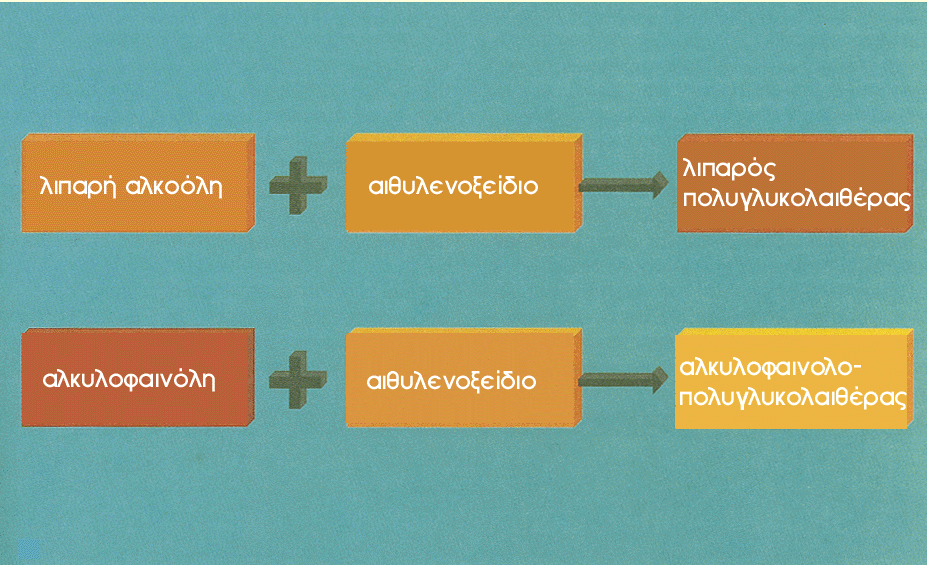 λιπαρή αλκοόλη + αιθυλενοξείδιο → λιπαρός
πολυγλυκολαιθέρας
αλκυλοφαινόλη + αιθυλενοξείδιο → αλκυλοφαινολο-
πολυγλυκολαιθέρας